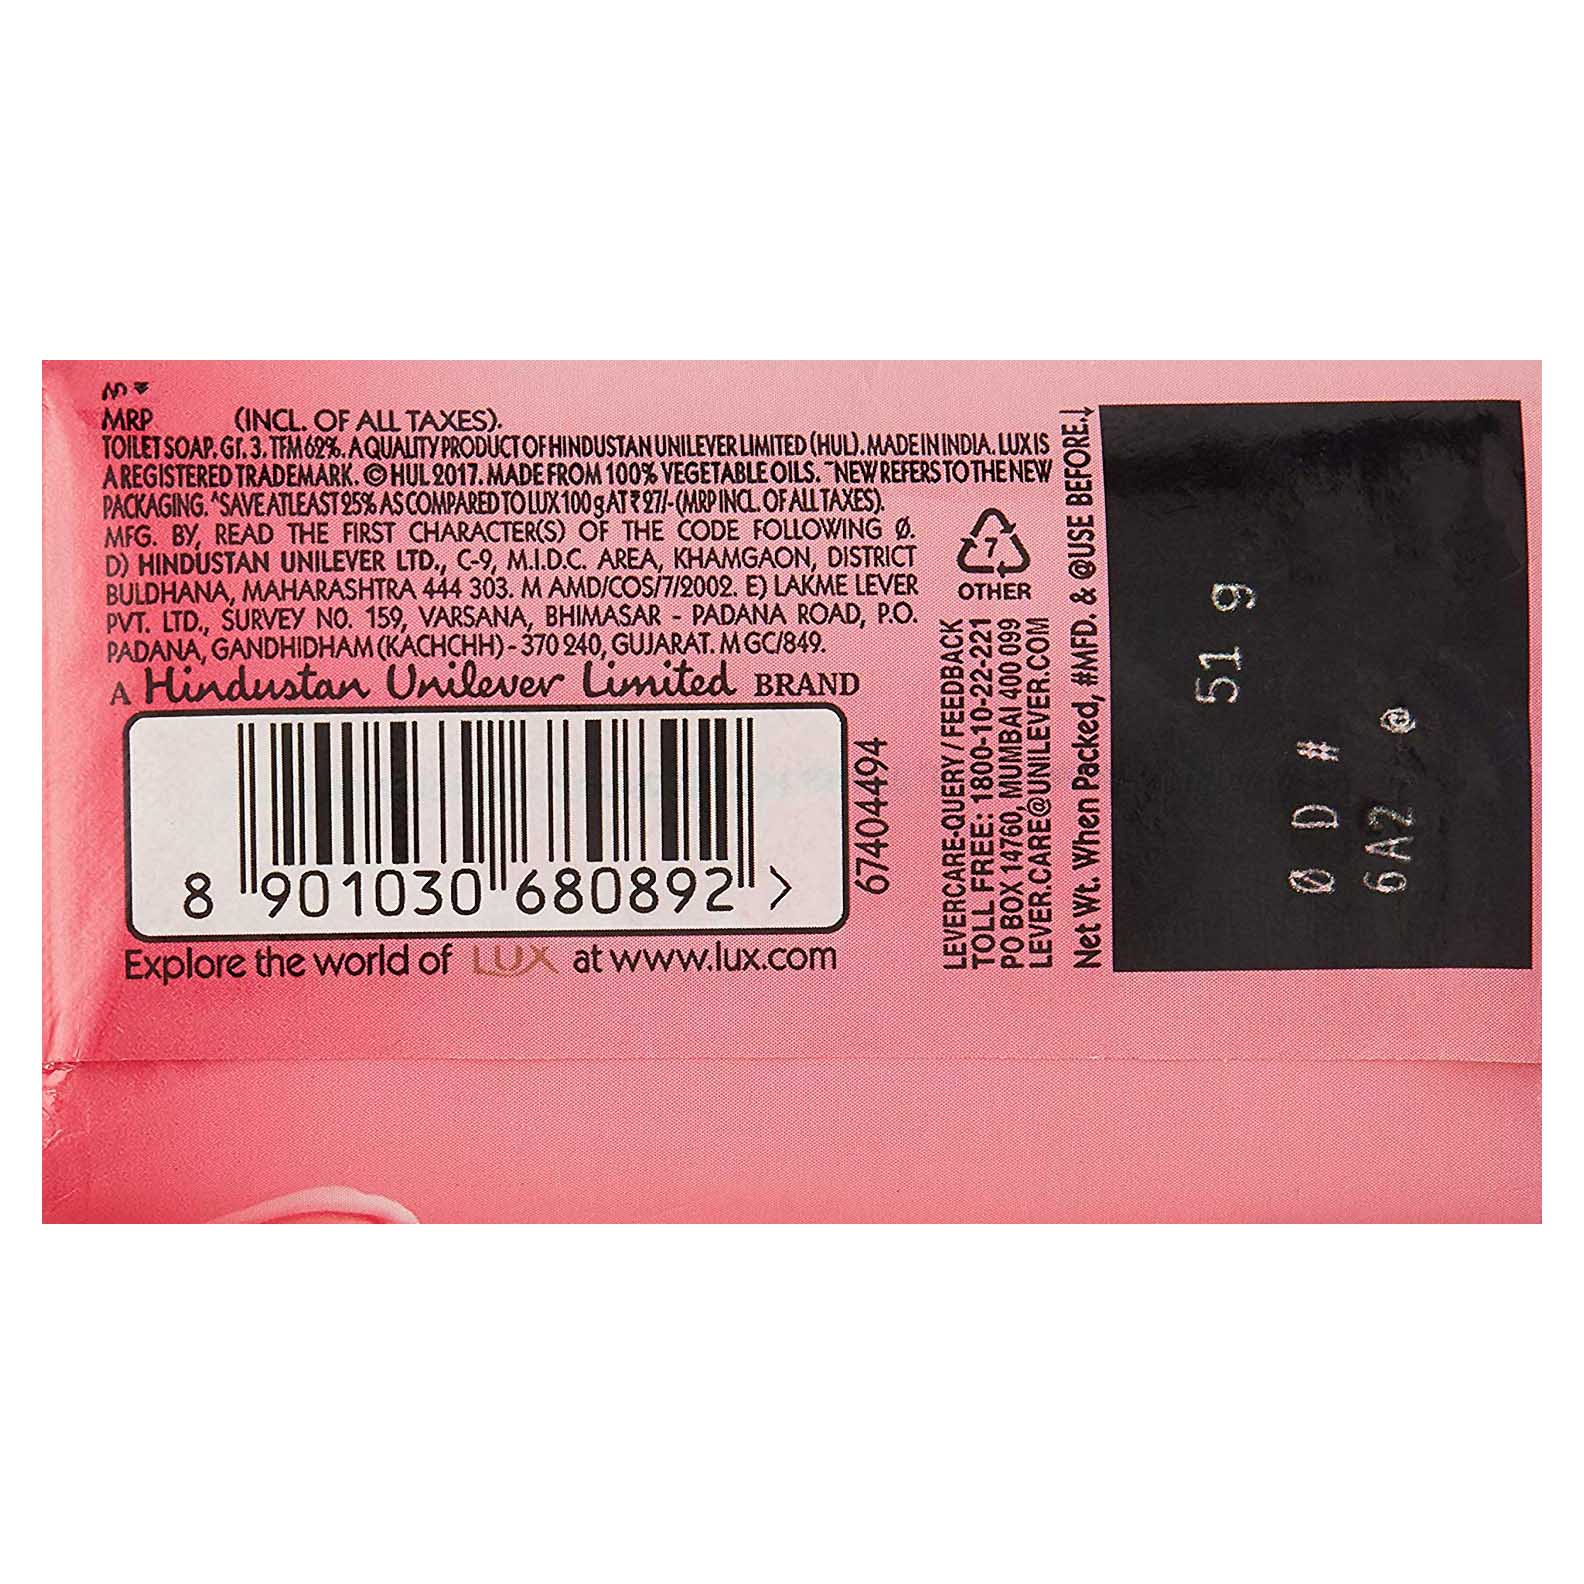 MRP (INCL. OF ALL TAXES).
TOILET SOAP. Gr. 3. TFM 62%. A QUALITY PRODUCT OF HINDUSTAN UNILEVER LIMITED (HUL). MADE IN INDIA. LUX IS
A REGISTERED TRADEMARK. © HUL 2017. MADE FROM 100% VEGETABLE OILS. ~NEW REFERS TO THE NEW
PACKAGING. ^SAVE ATLEAST 25% AS COMPARED TO LUX 100g AT ₹ 27/- (MRP INCL. OF ALL TAXES).
MFG. BY, READ THE FIRST CHARACTER(S) OF THE CODE FOLLOWING Ø.
D) HINDUSTAN UNILEVER LTD., C-9, M.I.D.C. AREA, KHAMGAON, DISTRICT
BULDHANA, MAHARASHTRA 444 303. M AMD/COS/7/2002. E) LAKME LEVER
PVT. LTD., SURVEY NO. 159, VARSANA, BHIMASAR - PADANA ROAD, P.O.
PADANA, GANDHIDHAM (KACHCHH) - 370 240, GUJARAT. M GC/849.
A Hindustan Unilever Limited BRAND
8 901030 680892 >
67404494
Explore the world of LUX at www.lux.com
7
OTHER
LEVERCARE-QUERY / FEEDBACK
TOLL FREE: 1800-10-22-221
PO BOX 14760, MUMBAI 400 099
LEVER.CARE@UNILEVER.COM
Net Wt. When Packed, #MFD. & @USE BEFORE.↓
51 g
Ø D #
6A2 @